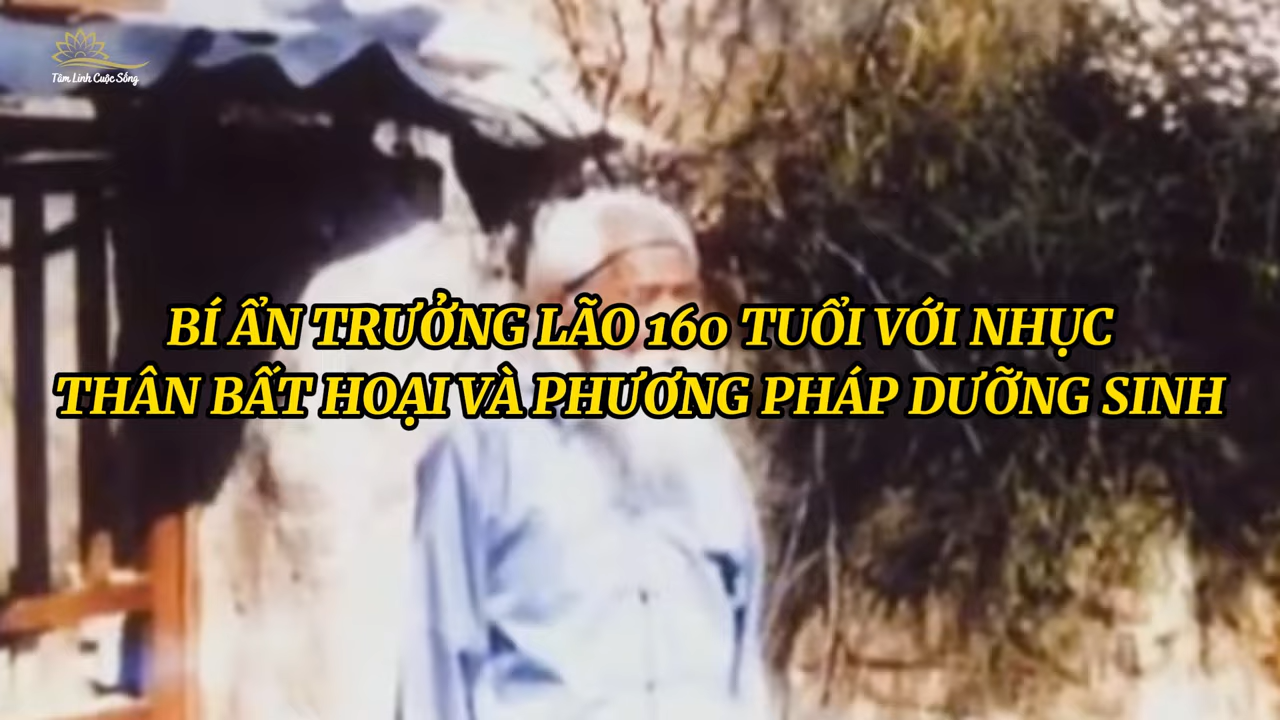 Tâm Linh Cuộc Sống
BÍ ẨN TRƯỞNG LÃO 160 TUỔI VỚI NHỤC
THÂN BẤT HOẠI VÀ PHƯƠNG PHÁP DƯỠNG SINH